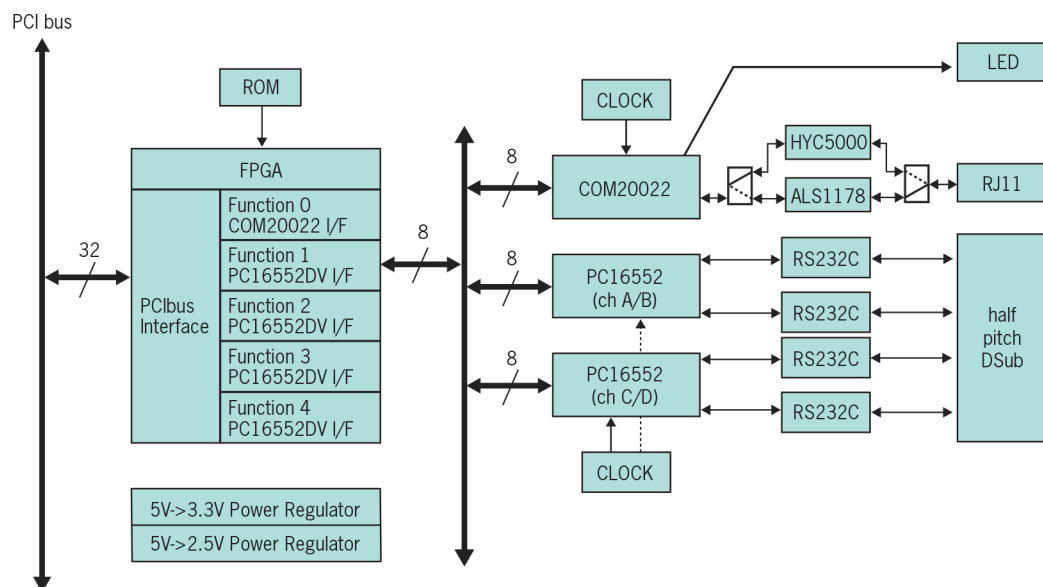 PCI bus
LED
ROM
CLOCK
HYC5000
FPGA
8
COM20022
ALS1178
RJ11
Function 0
COM20022 I/F
32
PCIbus
Interface
Function 1
PC16552DV I/F
8
8
PC16552
(ch A/B)
RS232C
Function 2
PC16552DV I/F
RS232C
half
pitch
DSub
Function 3
PC16552DV I/F
8
PC16552
(ch C/D)
RS232C
Function 4
PC16552DV I/F
RS232C
CLOCK
5V->3.3V Power Regulator
5V->2.5V Power Regulator